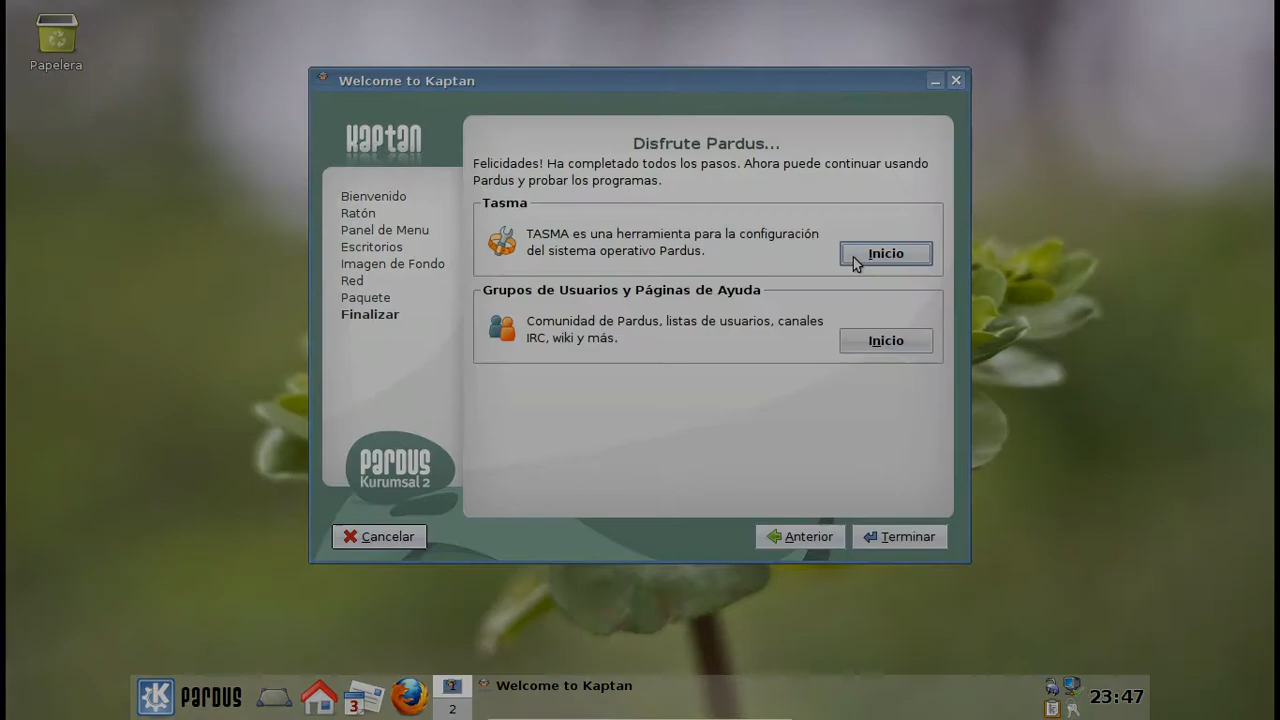 Papelera
Welcome to Kaptan
kaptan
Bienvenido
Ratón
Panel de Menu
Escritorios
Imagen de Fondo
Red
Paquete
Finalizar
PARDUS
Kurumsal 2
Disfrute Pardus...
Felicidades! Ha completado todos los pasos. Ahora puede continuar usando
Pardus y probar los programas.
Tasma
TASMA es una herramienta para la configuración
del sistema operativo Pardus.
Inicio
Grupos de Usuarios y Páginas de Ayuda
Comunidad de Pardus, listas de usuarios, canales
IRC, wiki y más.
Inicio
Cancelar
Anterior
Terminar
K
PARDUS
3
1
2
Welcome to Kaptan
23:47